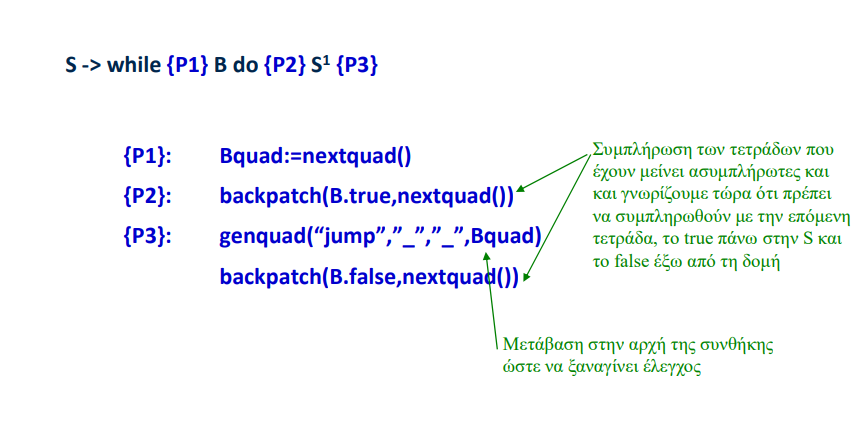 S -> while {P1} B do {P2} S¹ {P3}
{P1}: Bquad:=nextquad()
{P2}: backpatch(B.true,nextquad())
{P3}: genquad(“jump”,”_”,”_”,Bquad)
backpatch(B.false,nextquad())
Συμπλήρωση των τετράδων που
έχουν μείνει ασυμπλήρωτες και
και γνωρίζουμε τώρα ότι πρέπει
να συμπληρωθούν με την επόμενη
τετράδα, το true πάνω στην S και
το false έξω από τη δομή
Μετάβαση στην αρχή της συνθήκης
ώστε να ξαναγίνει έλεγχος